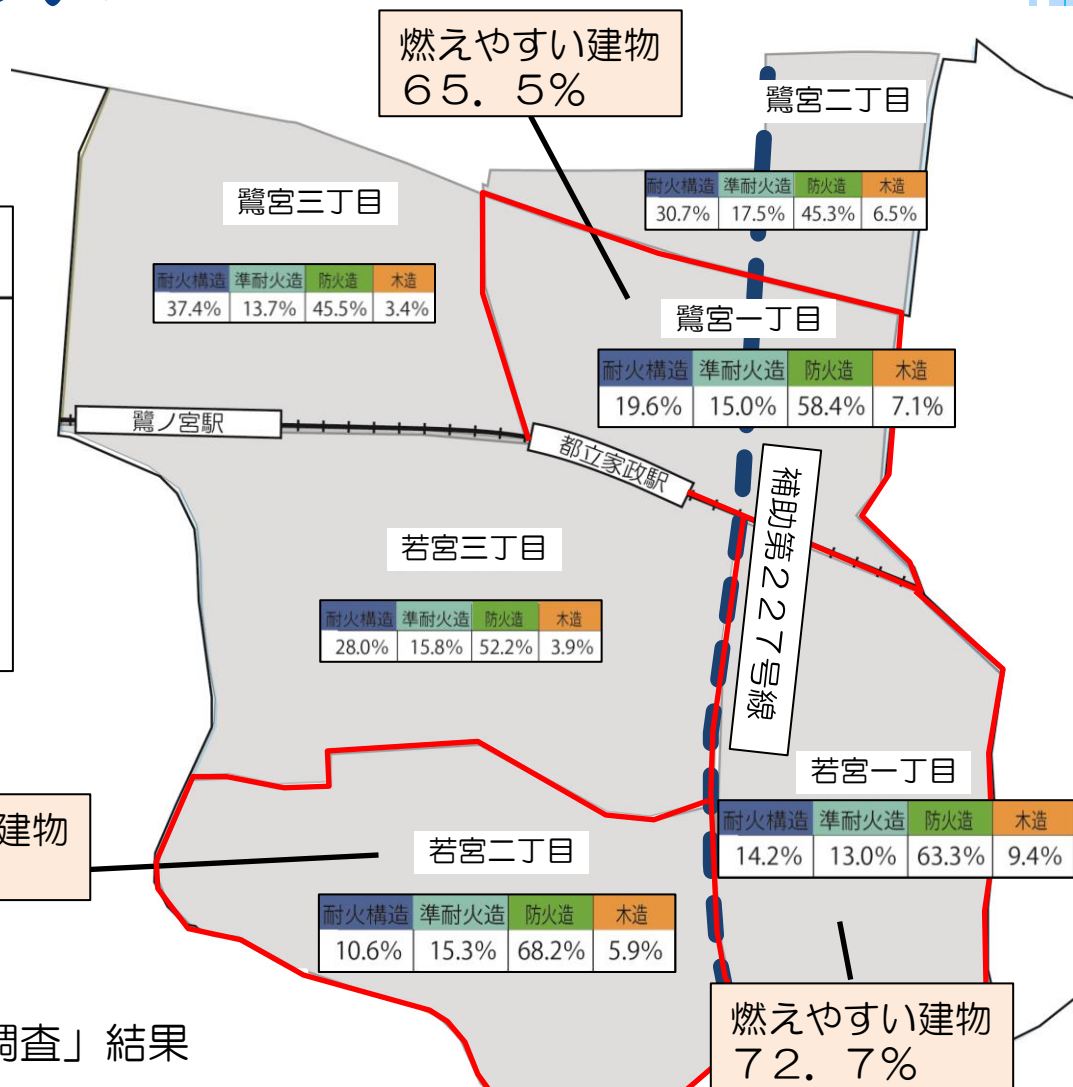 燃えやすい建物
６５．５%
鷺宮二丁目
耐火構造 準耐火造 防火造 木造
30.7% 17.5% 45.3% 6.5%
鷺宮三丁目
耐火構造 準耐火造 防火造 木造
37.4% 13.7% 45.5% 3.4%
鷺宮一丁目
耐火構造 準耐火造 防火造 木造
19.6% 15.0% 58.4% 7.1%
鷺ノ宮駅
都立家政駅
補助第２２７号線
若宮三丁目
耐火構造 準耐火造 防火造 木造
28.0% 15.8% 52.2% 3.9%
若宮一丁目
耐火構造 準耐火造 防火造 木造
14.2% 13.0% 63.3% 9.4%
建物
若宮二丁目
耐火構造 準耐火造 防火造 木造
10.6% 15.3% 68.2% 5.9%
燃えやすい建物
７２．７%
調査」結果